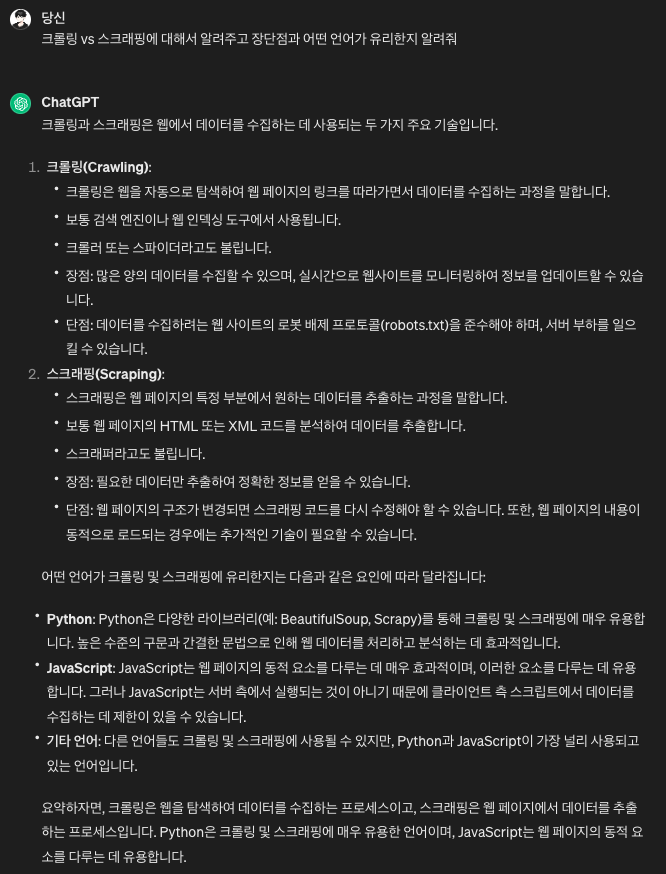 당신
크롤링 vs 스크래핑에 대해서 알려주고 장단점과 어떤 언어가 유리한지 알려줘
ChatGPT
크롤링과 스크래핑은 웹에서 데이터를 수집하는 데 사용되는 두 가지 주요 기술입니다.
1. 크롤링(Crawling):
• 크롤링은 웹을 자동으로 탐색하여 웹 페이지의 링크를 따라가면서 데이터를 수집하는 과정을 말합니다.
• 보통 검색 엔진이나 웹 인덱싱 도구에서 사용됩니다.
• 크롤러 또는 스파이더라고도 불립니다.
• 장점: 많은 양의 데이터를 수집할 수 있으며, 실시간으로 웹사이트를 모니터링하여 정보를 업데이트할 수 있습
니다.
• 단점: 데이터를 수집하려는 웹 사이트의 로봇 배제 프로토콜(robots.txt)을 준수해야 하며, 서버 부하를 일으
킬 수 있습니다.
2. 스크래핑(Scraping):
• 스크래핑은 웹 페이지의 특정 부분에서 원하는 데이터를 추출하는 과정을 말합니다.
• 보통 웹 페이지의 HTML 또는 XML 코드를 분석하여 데이터를 추출합니다.
• 스크래퍼라고도 불립니다.
• 장점: 필요한 데이터만 추출하여 정확한 정보를 얻을 수 있습니다.
• 단점: 웹 페이지의 구조가 변경되면 스크래핑 코드를 다시 수정해야 할 수 있습니다. 또한, 웹 페이지의 내용이
동적으로 로드되는 경우에는 추가적인 기술이 필요할 수 있습니다.
어떤 언어가 크롤링 및 스크래핑에 유리한지는 다음과 같은 요인에 따라 달라집니다:
• Python: Python은 다양한 라이브러리(예: BeautifulSoup, Scrapy)를 통해 크롤링 및 스크래핑에 매우 유용합
니다. 높은 수준의 구문과 간결한 문법으로 인해 웹 데이터를 처리하고 분석하는 데 효과적입니다.
• JavaScript: JavaScript는 웹 페이지의 동적 요소를 다루는 데 매우 효과적이며, 이러한 요소를 다루는 데 유용
합니다. 그러나 JavaScript는 서버 측에서 실행되는 것이 아니기 때문에 클라이언트 측 스크립트에서 데이터를
수집하는 데 제한이 있을 수 있습니다.
• 기타 언어: 다른 언어들도 크롤링 및 스크래핑에 사용될 수 있지만, Python과 JavaScript이 가장 널리 사용되고
있는 언어입니다.
요약하자면, 크롤링은 웹을 탐색하여 데이터를 수집하는 프로세스이고, 스크래핑은 웹 페이지에서 데이터를 추출
하는 프로세스입니다. Python은 크롤링 및 스크래핑에 매우 유용한 언어이며, JavaScript는 웹 페이지의 동적 요
소를 다루는 데 유용합니다.